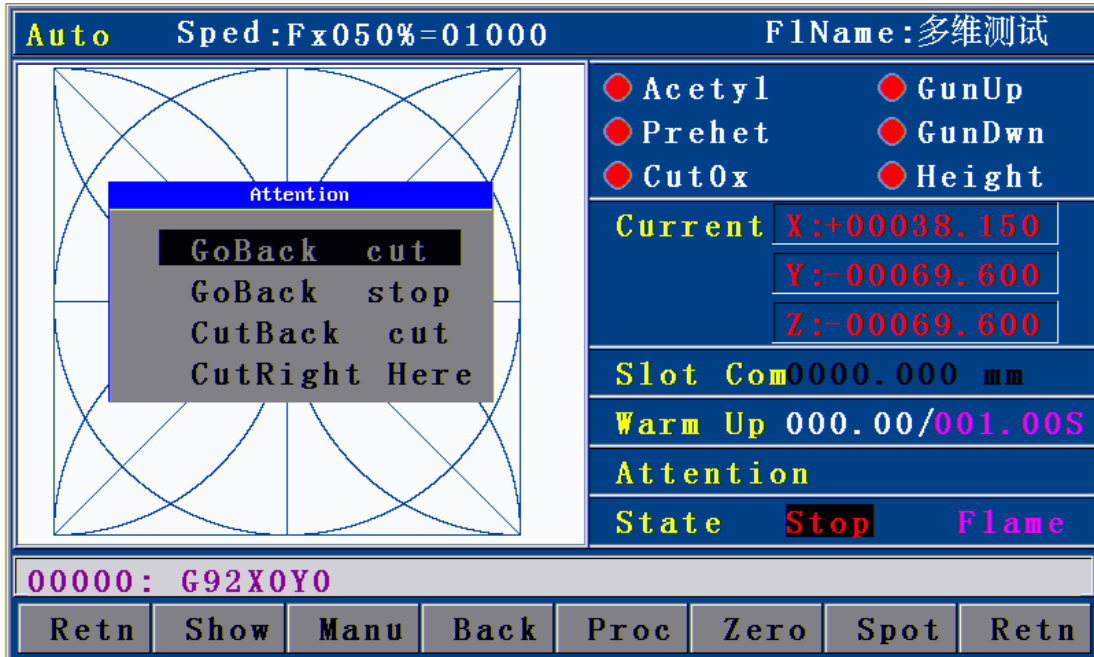 Auto Sped:Fx050%=01000 FlName:多维测试
Acetyl GunUp
Prehet GunDwn
CutOx Height
Attention
GoBack cut
GoBack stop
CutBack cut
CutRight Here
Current X:+00038.150
Y:-00069.600
Z:-00069.600
Slot Com0000.000 mm
Warm Up 000.00/001.00S
Attention
State Stop Flame
00000: G92X0Y0
Retn Show Manu Back Proc Zero Spot Retn